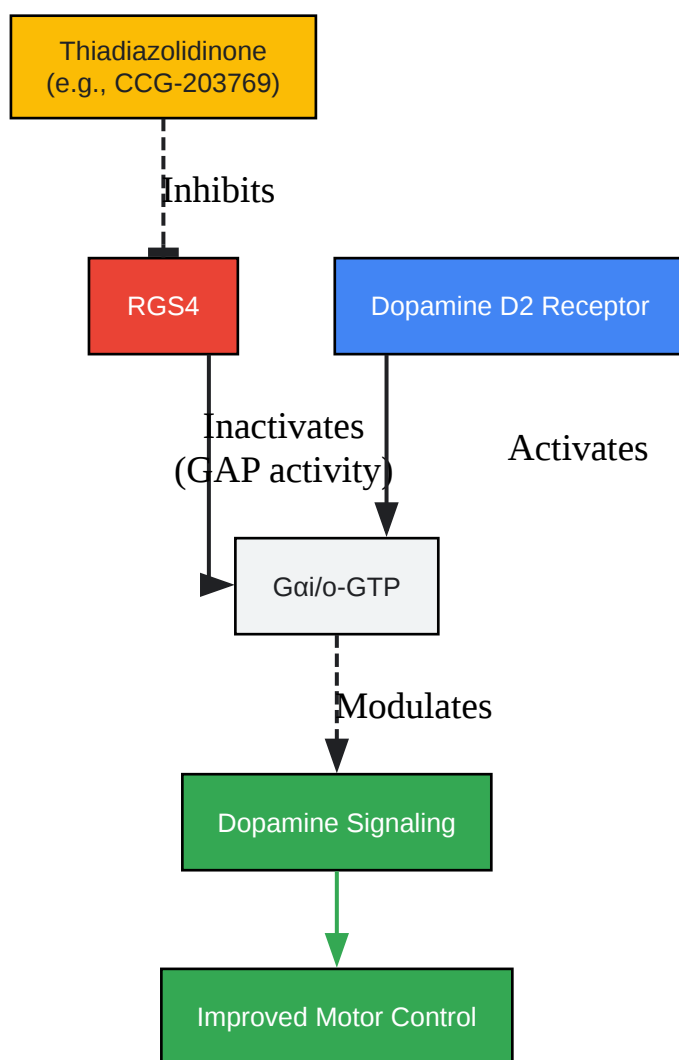 Thiadiazolidinone
(e.g., CCG-203769)
Inhibits
RGS4
Dopamine D2 Receptor
Inactivates
(GAP activity)
Activates
Gαi/o-GTP
Modulates
Dopamine Signaling
Improved Motor Control